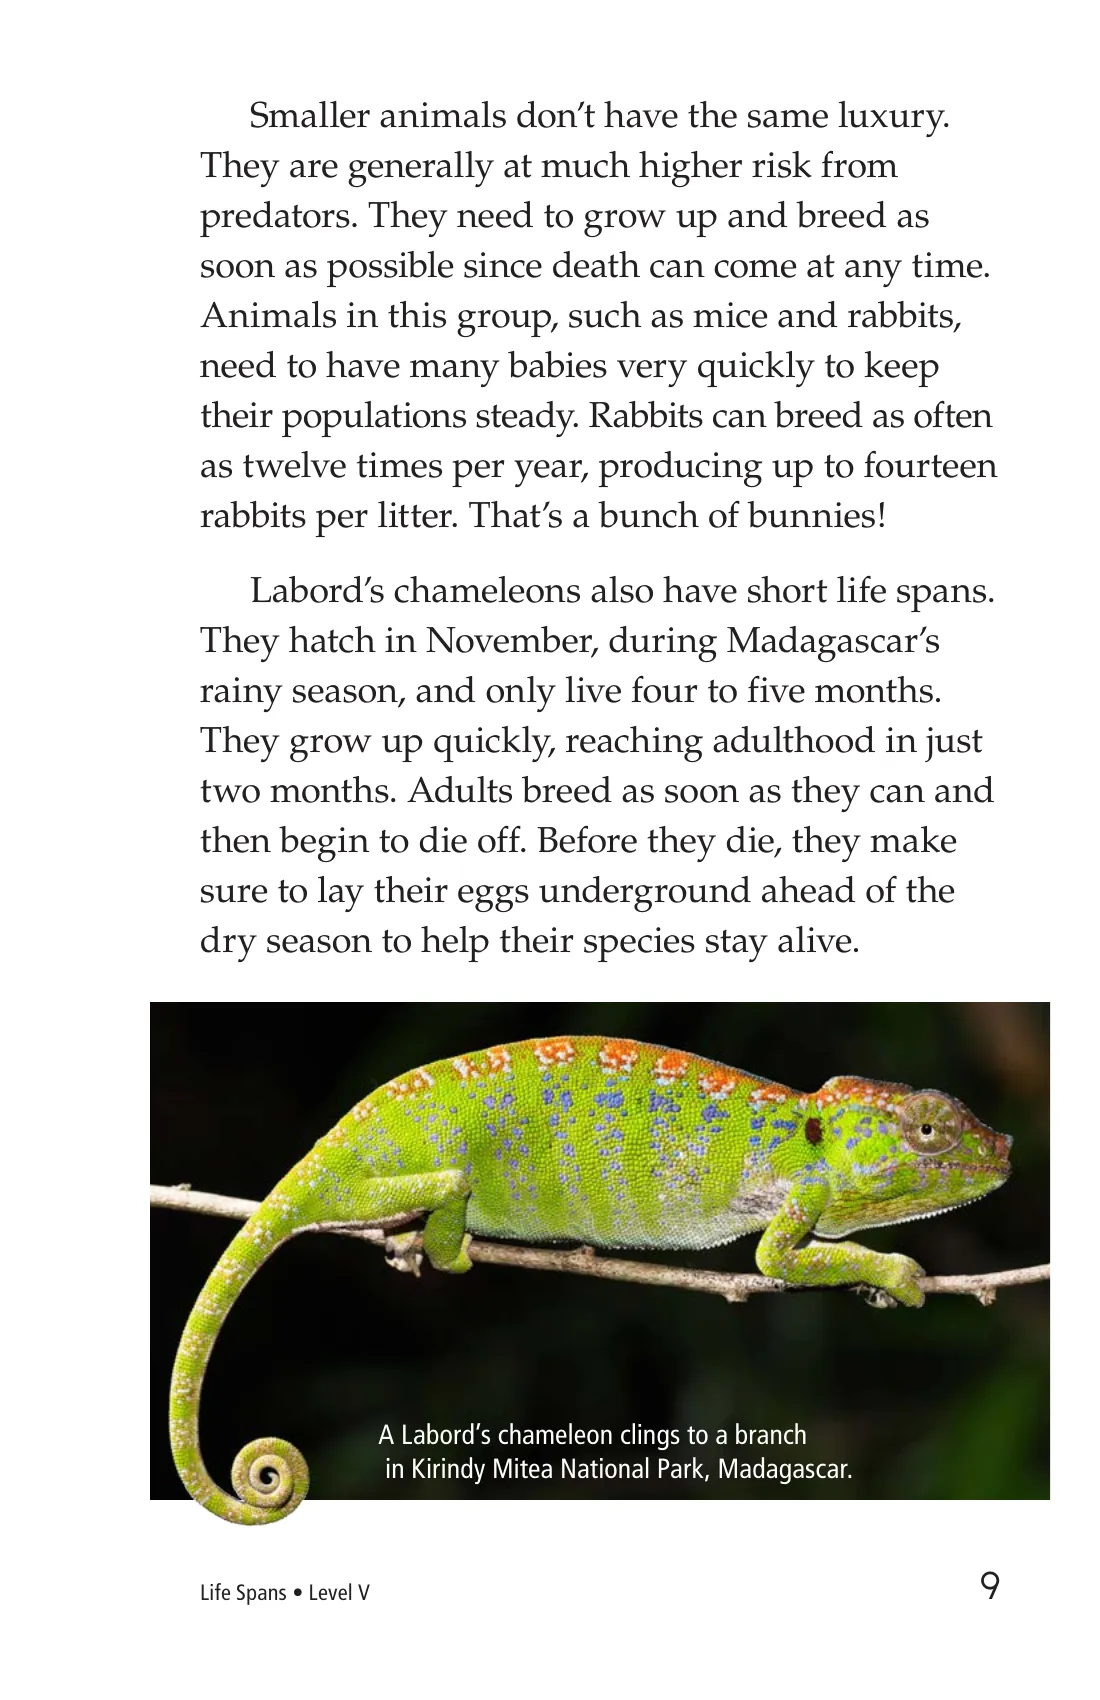 Smaller animals don’t have the same luxury.
They are generally at much higher risk from
predators. They need to grow up and breed as
soon as possible since death can come at any time.
Animals in this group, such as mice and rabbits,
need to have many babies very quickly to keep
their populations steady. Rabbits can breed as often
as twelve times per year, producing up to fourteen
rabbits per litter. That’s a bunch of bunnies!
Labord’s chameleons also have short life spans.
They hatch in November, during Madagascar’s
rainy season, and only live four to five months.
They grow up quickly, reaching adulthood in just
two months. Adults breed as soon as they can and
then begin to die off. Before they die, they make
sure to lay their eggs underground ahead of the
dry season to help their species stay alive.
A Labord’s chameleon clings to a branch
in Kirindy Mitea National Park, Madagascar.
Life Spans • Level V
9